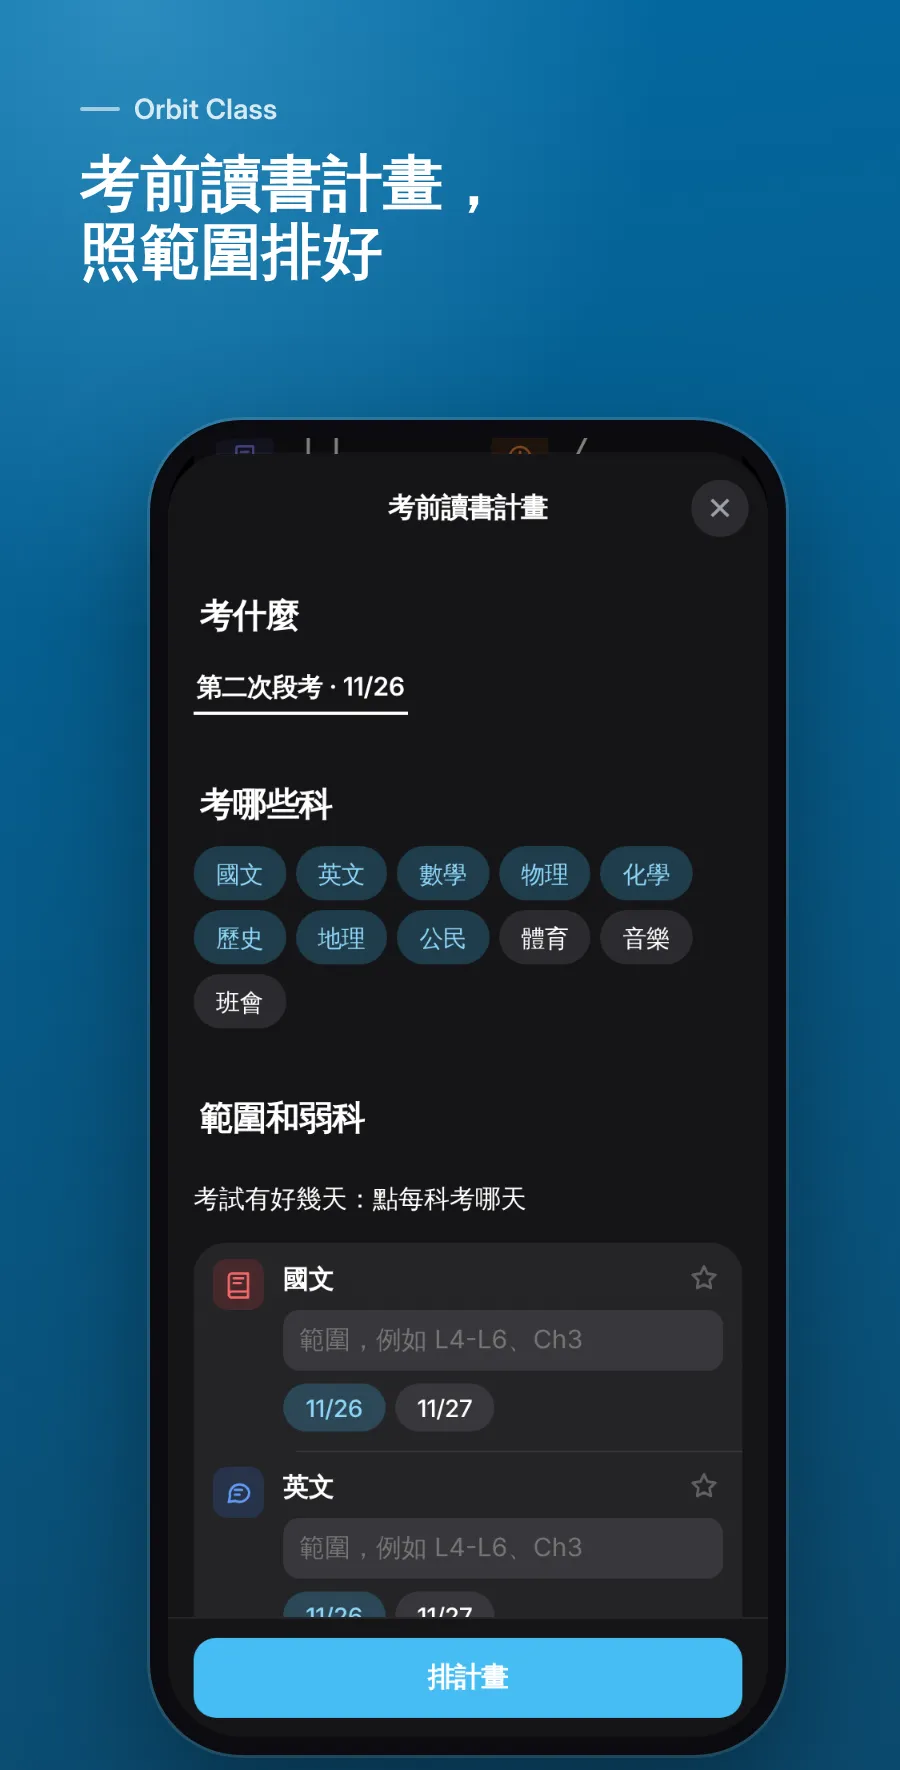 Orbit Class
考前讀書計畫，
照範圍排好
考前讀書計畫
考什麼
第二次段考 · 11/26
考哪些科
國文 英文 數學 物理 化學
歷史 地理 公民 體育 音樂
班會
範圍和弱科
考試有好幾天：點每科考哪天
國文
範圍，例如 L4-L6、Ch3
11/26 11/27
英文
範圍，例如 L4-L6、Ch3
11/26 11/27
排計畫